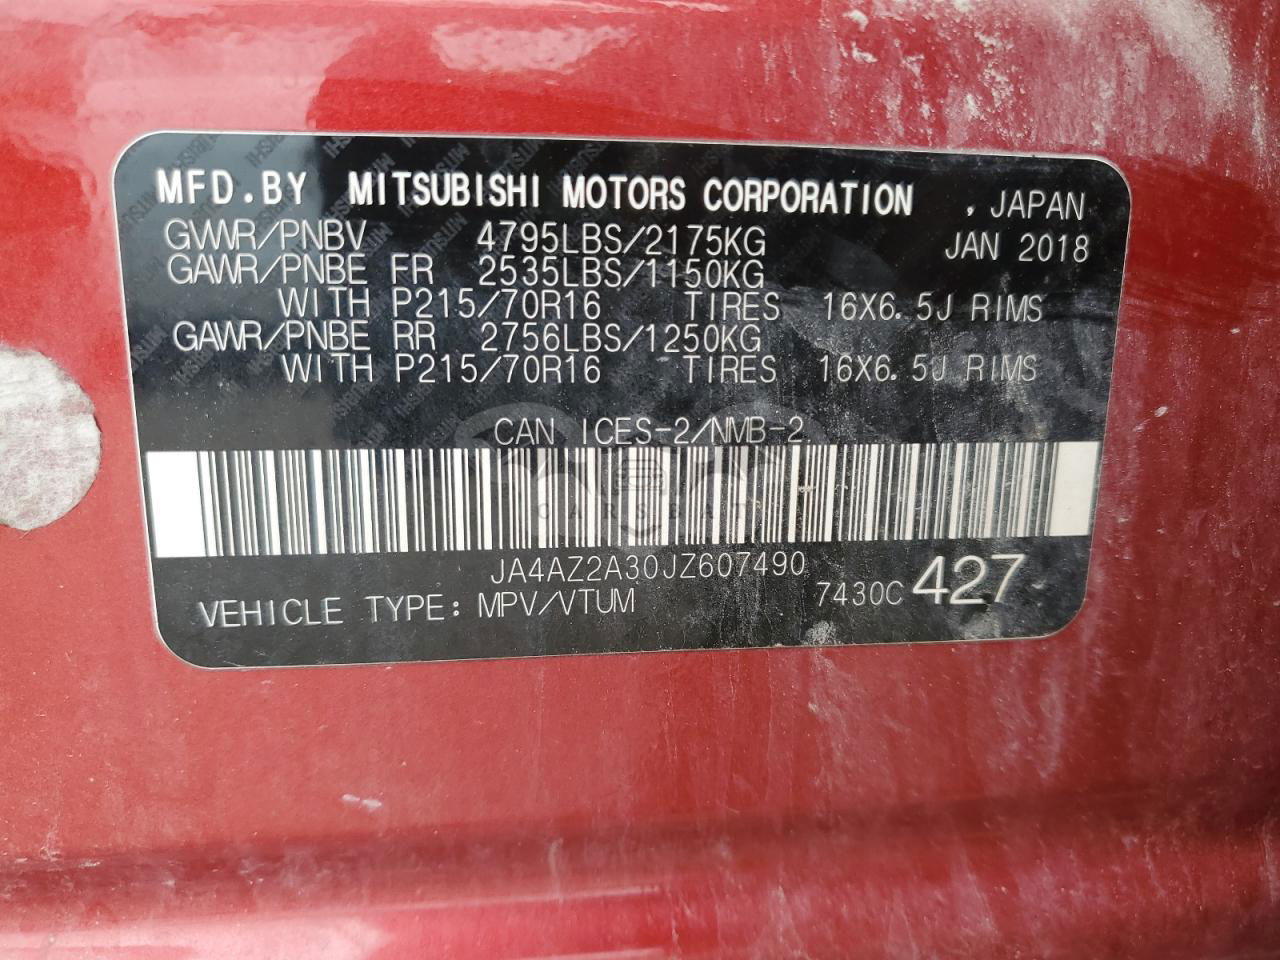 MFD.BY MITSUBISHI MOTORS CORPORATION , JAPAN
GVWR/PNBV 4795LBS/2175KG JAN 2018
GAWR/PNBE FR 2535LBS/1150KG
WITH P215/70R16 TIRES 16X6.5J RIMS
GAWR/PNBE RR 2756LBS/1250KG
WITH P215/70R16 TIRES 16X6.5J RIMS
CAN ICES-2/NMB-2
CARSBAT
JA4AZ2A30JZ607490
VEHICLE TYPE: MPV/VTUM 7430C 427